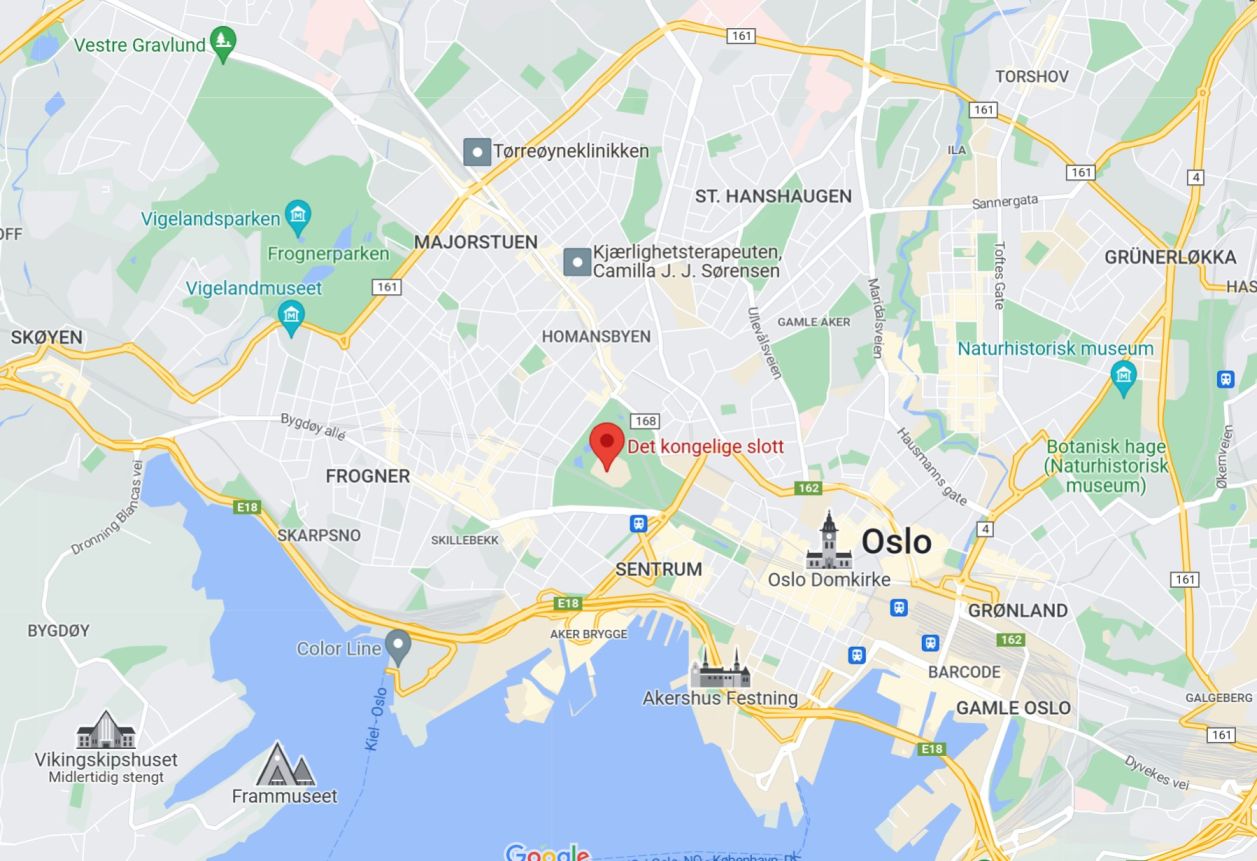 161
Vestre Gravlund
TORSHOV
161
Tørreøyneklinikken
ILA
161
4
ST. HANSHAUGEN
Sannergata
Vigelandsparken
OFF
MAJORSTUEN
Frognerparken
Kjærlighetsterapeuten,
Camilla J. J. Sørensen
Toftes Gate
GRÜNERLØKKA
161
HAS
Vigelandmuseet
Maridalsveien
Ullevålsveien
GAMLE AKER
SKØYEN
HOMANSBYEN
Naturhistorisk museum
Bygdøy allé
168
Det kongelige slott
Hausmanns gate
Botanisk hage
(Naturhistorisk
museum)
Økernveien
FROGNER
162
Dronning Blancas vei
E18
SKARPSNO
SKILLEBEKK
4
Oslo
SENTRUM
Oslo Domkirke
161
E18
GRØNLAND
BYGDØY
AKER BRYGGE
162
Color Line
BARCODE
Akershus Festning
GALGEBERG
GAMLE OSLO
Kiel - Oslo
161
E18
Vikingskipshuset
Midlertidig stengt
Dyvekes vei
Frammuseet
Google
Oslo, NO - København, DK